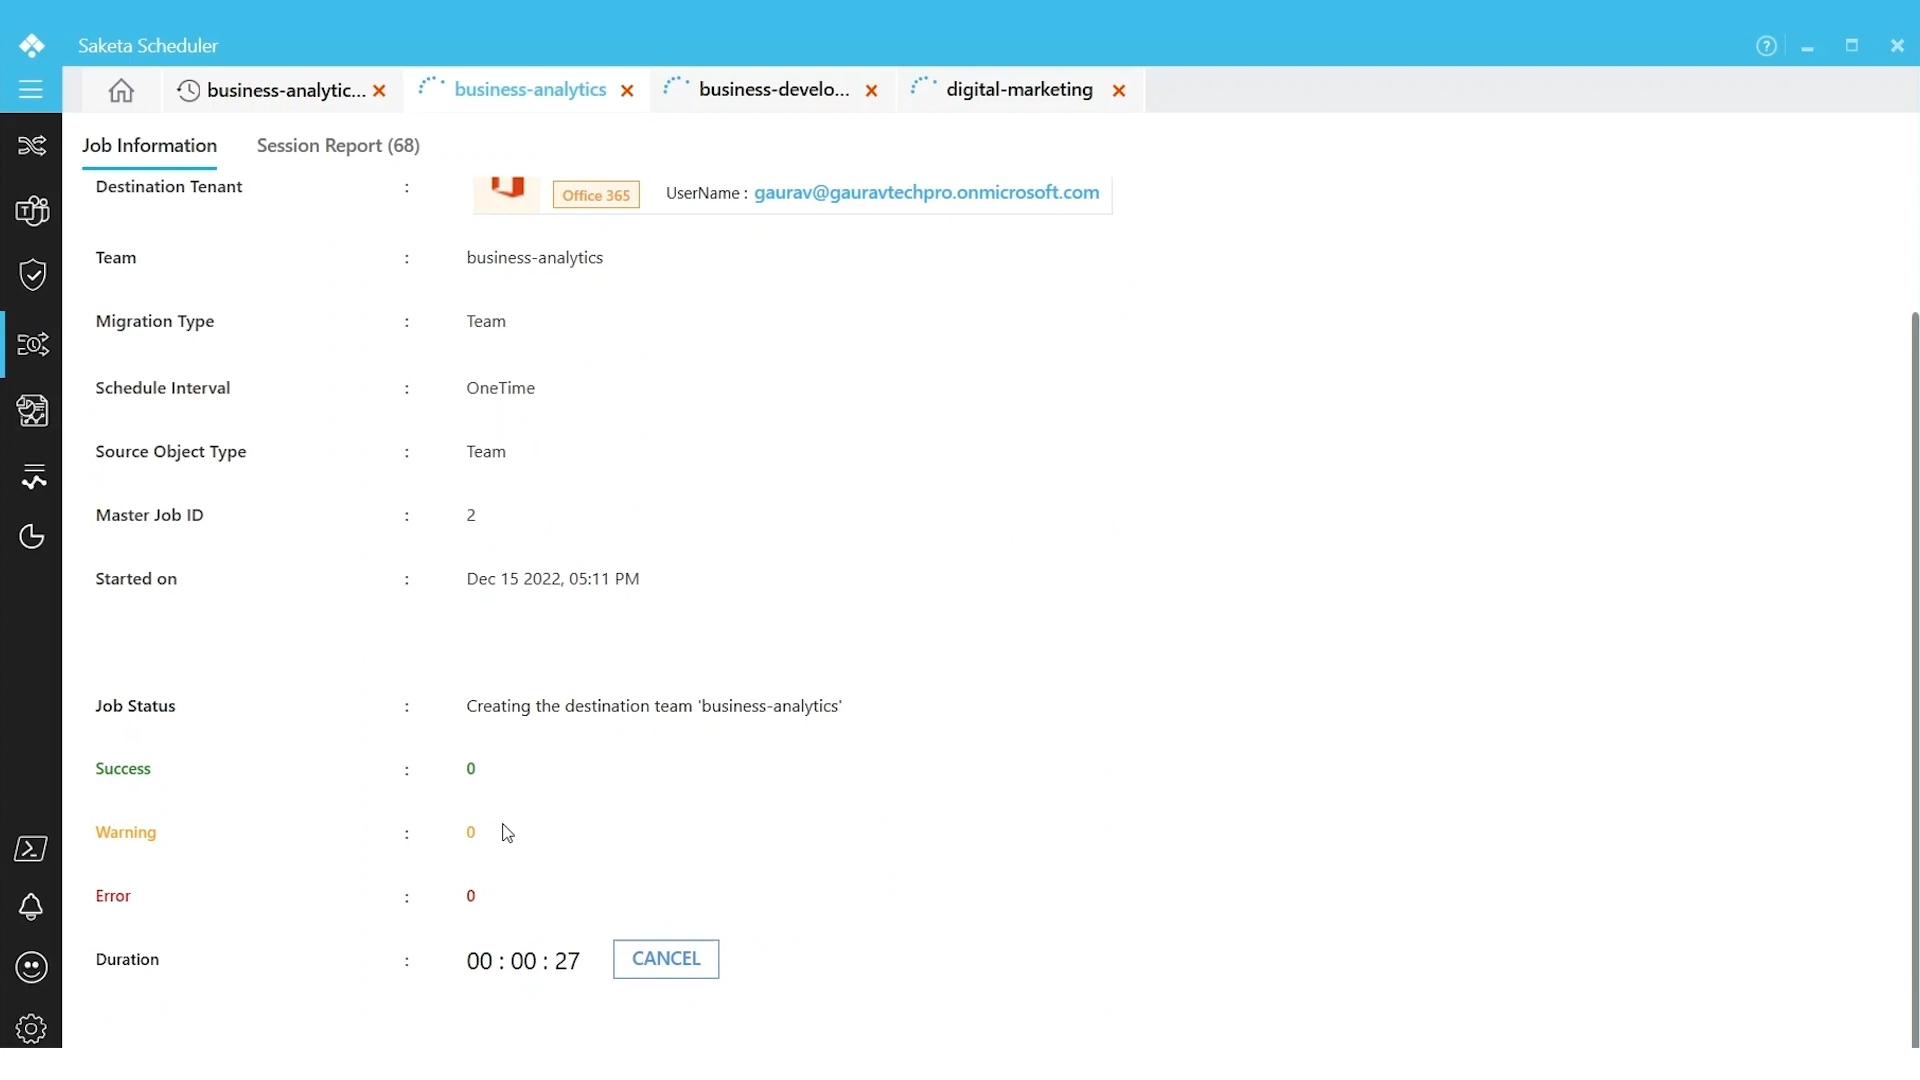 Saketa Scheduler
business-analytic... business-analytics business-develo... digital-marketing
Job Information Session Report (68)
Destination Tenant : Office 365 UserName : gaurav@gauravtechpro.onmicrosoft.com
Team : business-analytics
Migration Type : Team
Schedule Interval : OneTime
Source Object Type : Team
Master Job ID : 2
Started on : Dec 15 2022, 05:11 PM
Job Status : Creating the destination team 'business-analytics'
Success : 0
Warning : 0
Error : 0
Duration : 00 : 00 : 27 CANCEL